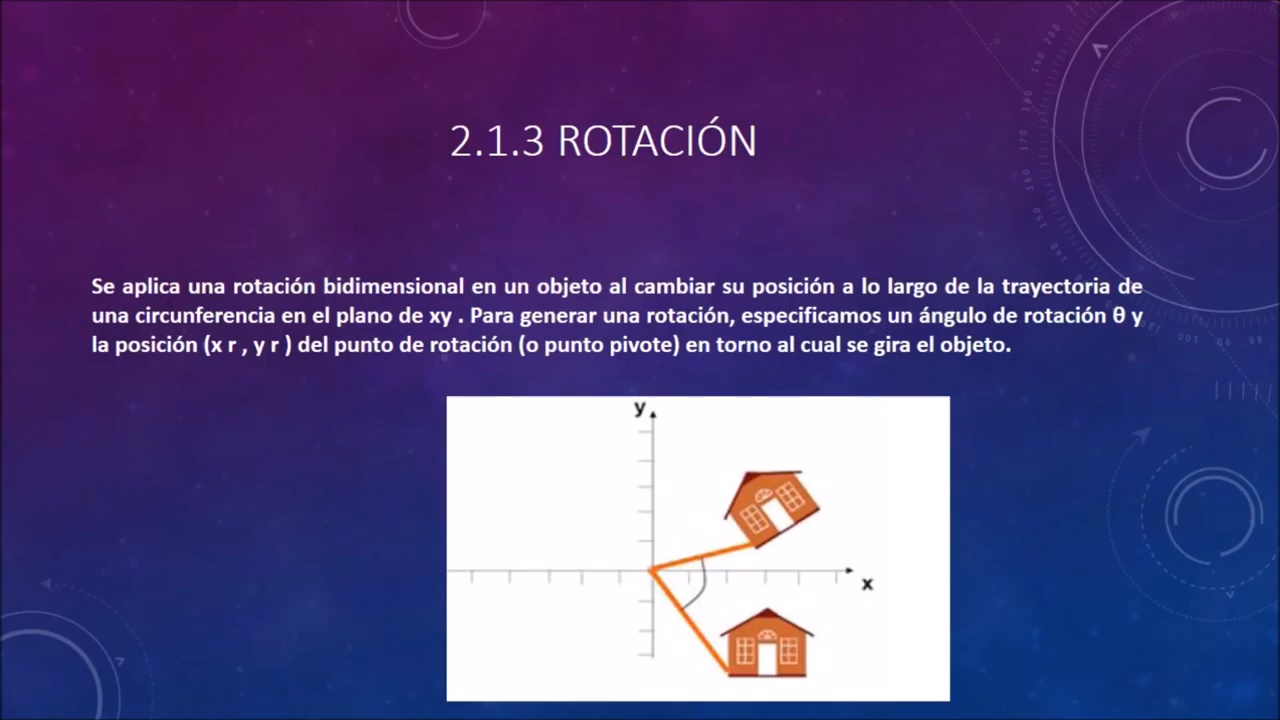 2.1.3 ROTACIÓN
Se aplica una rotación bidimensional en un objeto al cambiar su posición a lo largo de la trayectoria de
una circunferencia en el plano de xy . Para generar una rotación, especificamos un ángulo de rotación θ y
la posición (x r , y r ) del punto de rotación (o punto pivote) en torno al cual se gira el objeto.
y
x